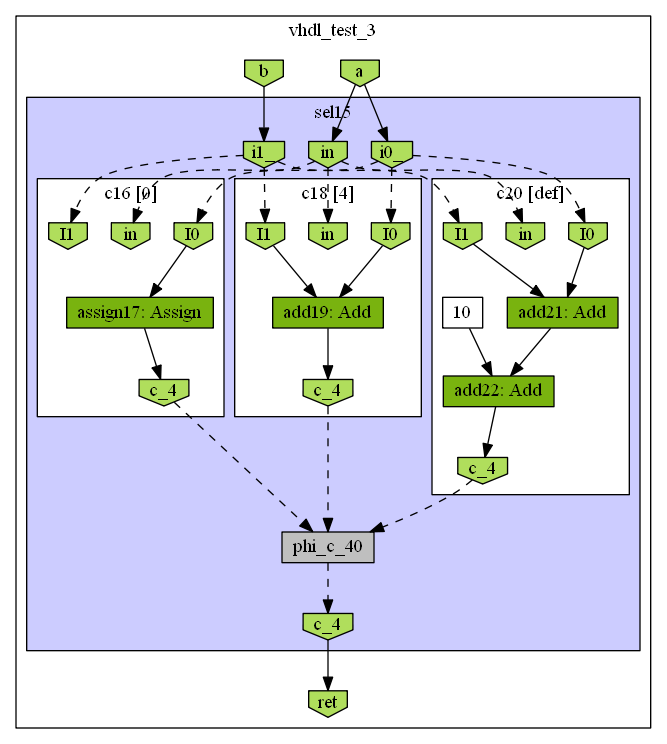 vhdl_test_3
b
a
sel15
i1_
in
i0_
c16 [0]
c18 [4]
c20 [def]
I1
in
I0
I1
in
I0
I1
in
I0
assign17: Assign
add19: Add
10
add21: Add
c_4
c_4
add22: Add
c_4
phi_c_40
c_4
ret